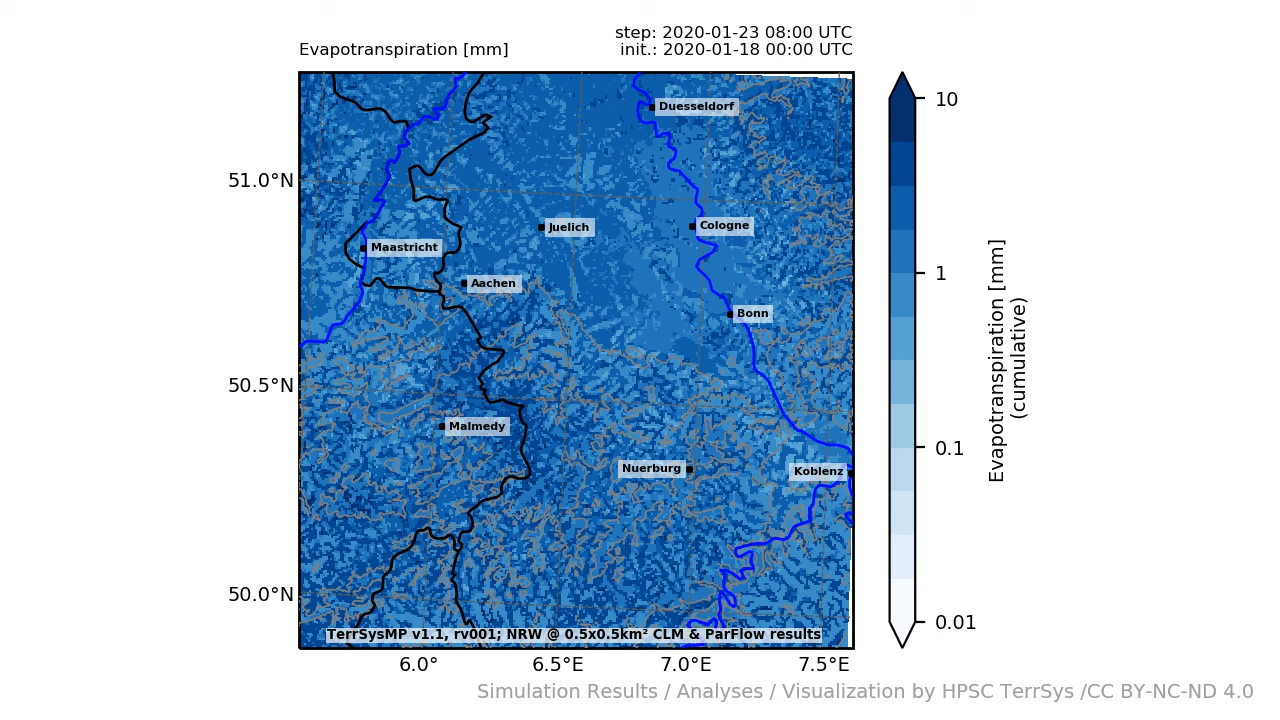 step: 2020-01-23 08:00 UTC
Evapotranspiration [mm]
init.: 2020-01-18 00:00 UTC
Duesseldorf
10
51.0°N
Juelich
Cologne
Maastricht
1
Aachen
Bonn
Evapotranspiration [mm]
(cumulative)
50.5°N
Malmedy
0.1
Nuerburg
Koblenz
50.0°N
0.01
TerrSysMP v1.1, rv001; NRW @ 0.5x0.5km² CLM & ParFlow results
6.0°
6.5°E
7.0°E
7.5°E
Simulation Results / Analyses / Visualization by HPSC TerrSys /CC BY-NC-ND 4.0